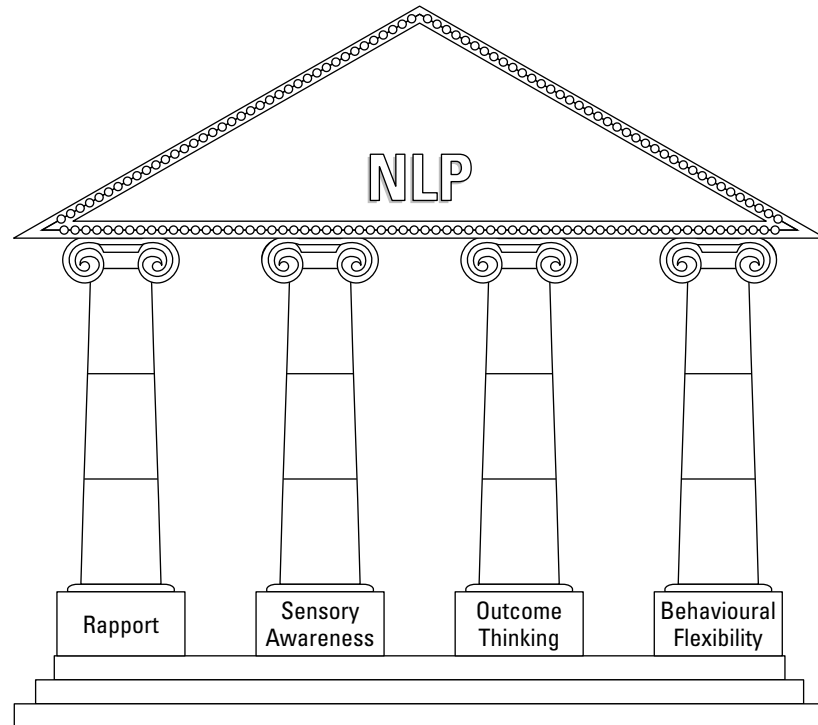 NLP
Rapport
Sensory
Awareness
Outcome
Thinking
Behavioural
Flexibility